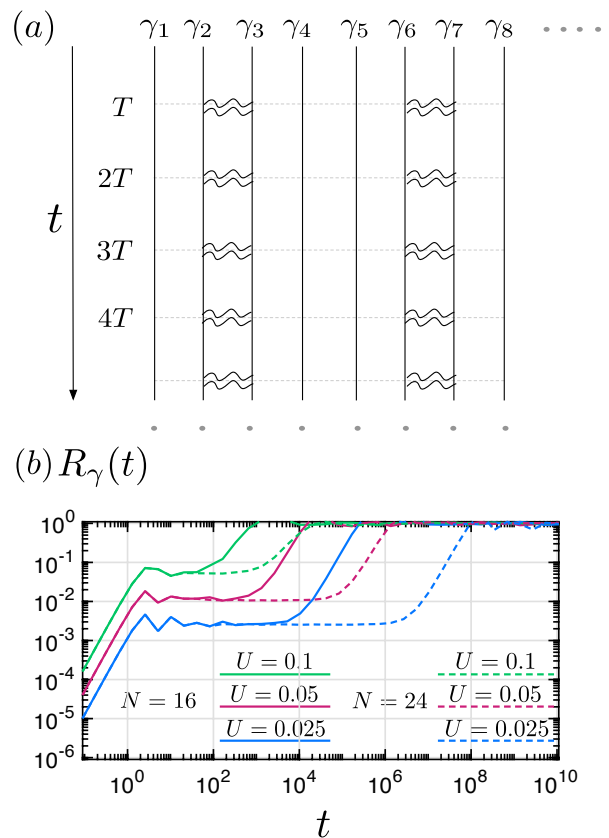 (a) γ1 γ2 γ3 γ4 γ5 γ6 γ7 γ8
T
2T
t
3T
4T
(b) Rγ(t)
10^0
10^-1
10^-2
10^-3
10^-4
10^-5
10^-6
U = 0.1 U = 0.1
N = 16 U = 0.05 N = 24 U = 0.05
U = 0.025 U = 0.025
10^0 10^2 10^4 10^6 10^8 10^10
t